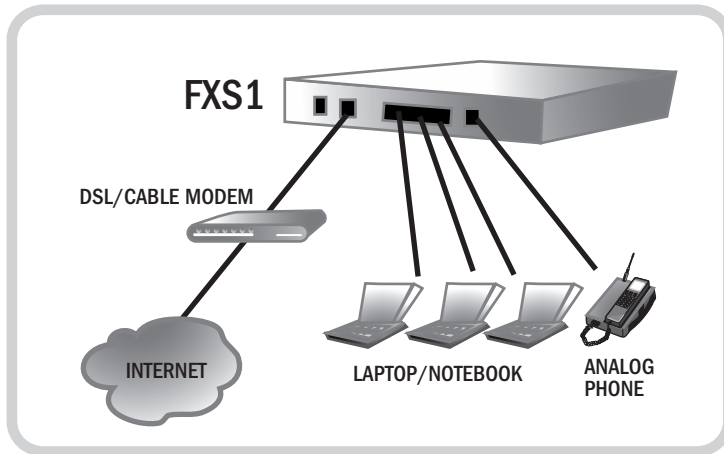 FXS1
DSL/CABLE MODEM
INTERNET
LAPTOP/NOTEBOOK
ANALOG
PHONE